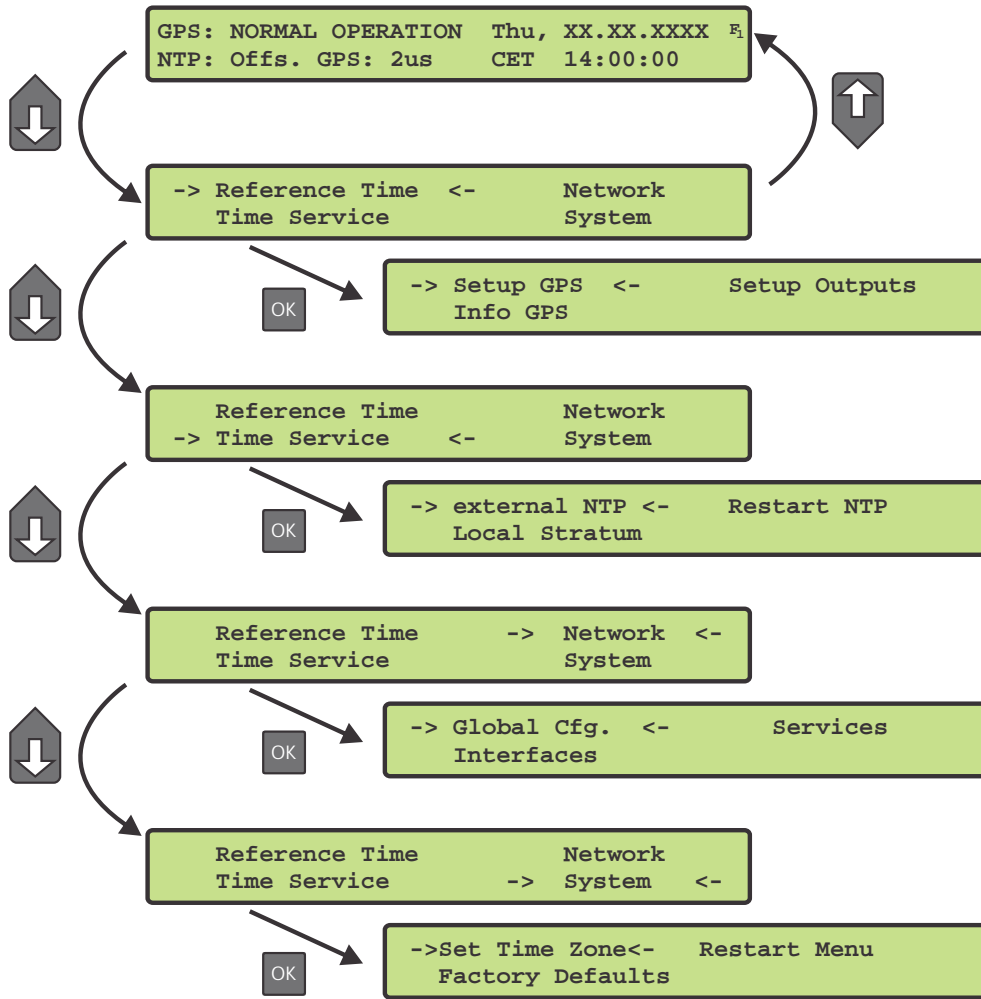 GPS: NORMAL OPERATION Thu, XX.XX.XXXX F1
NTP: Offs. GPS: 2us CET 14:00:00
-> Reference Time <- Network
Time Service System
OK
-> Setup GPS <- Setup Outputs
Info GPS
Reference Time Network
-> Time Service <- System
OK
-> external NTP <- Restart NTP
Local Stratum
Reference Time -> Network <-
Time Service System
OK
-> Global Cfg. <- Services
Interfaces
Reference Time Network
Time Service -> System <-
OK
->Set Time Zone<- Restart Menu
Factory Defaults